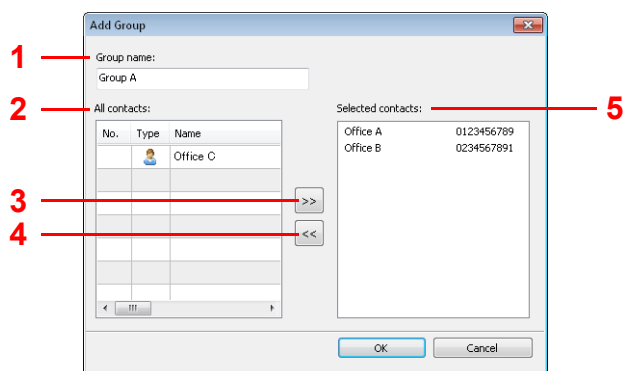 Add Group
1
Group name:
Group A
2
All contacts:
Selected contacts:
5
No. Type Name
Office C
Office A 0123456789
Office B 0234567891
3
>>
4
<<
OK Cancel